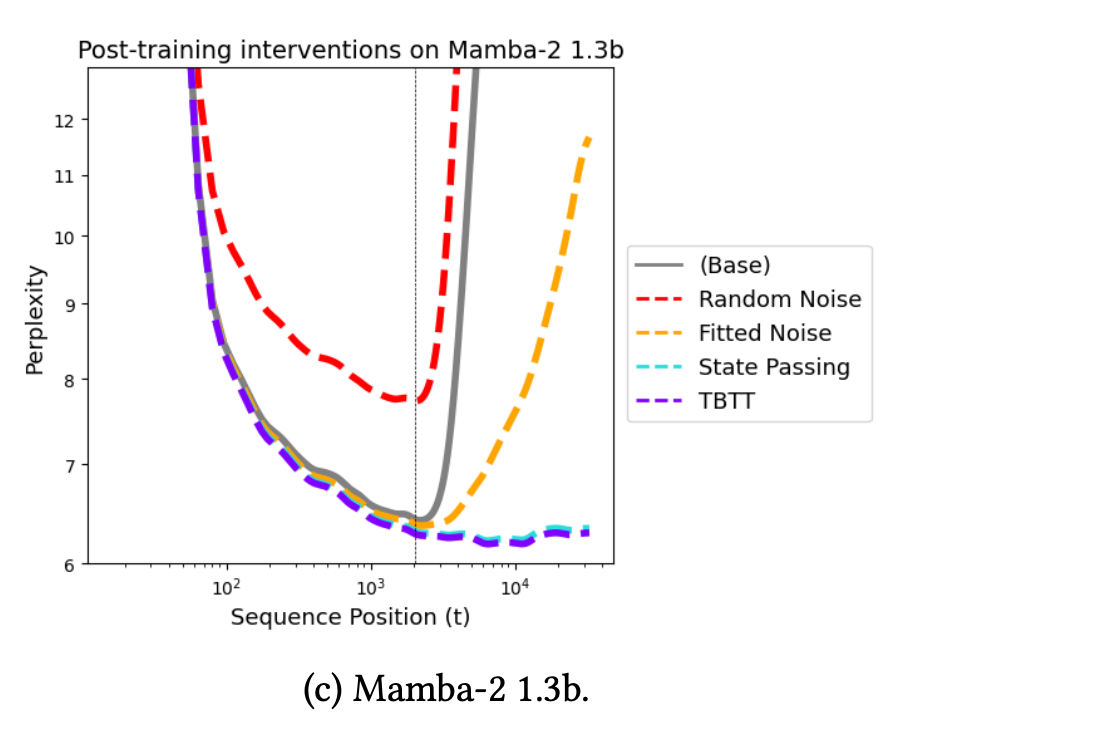 Post-training interventions on Mamba-2 1.3b
Perplexity
12
11
10
9
8
7
6
10²
10³
10⁴
Sequence Position (t)
(Base)
Random Noise
Fitted Noise
State Passing
TBTT
(c) Mamba-2 1.3b.